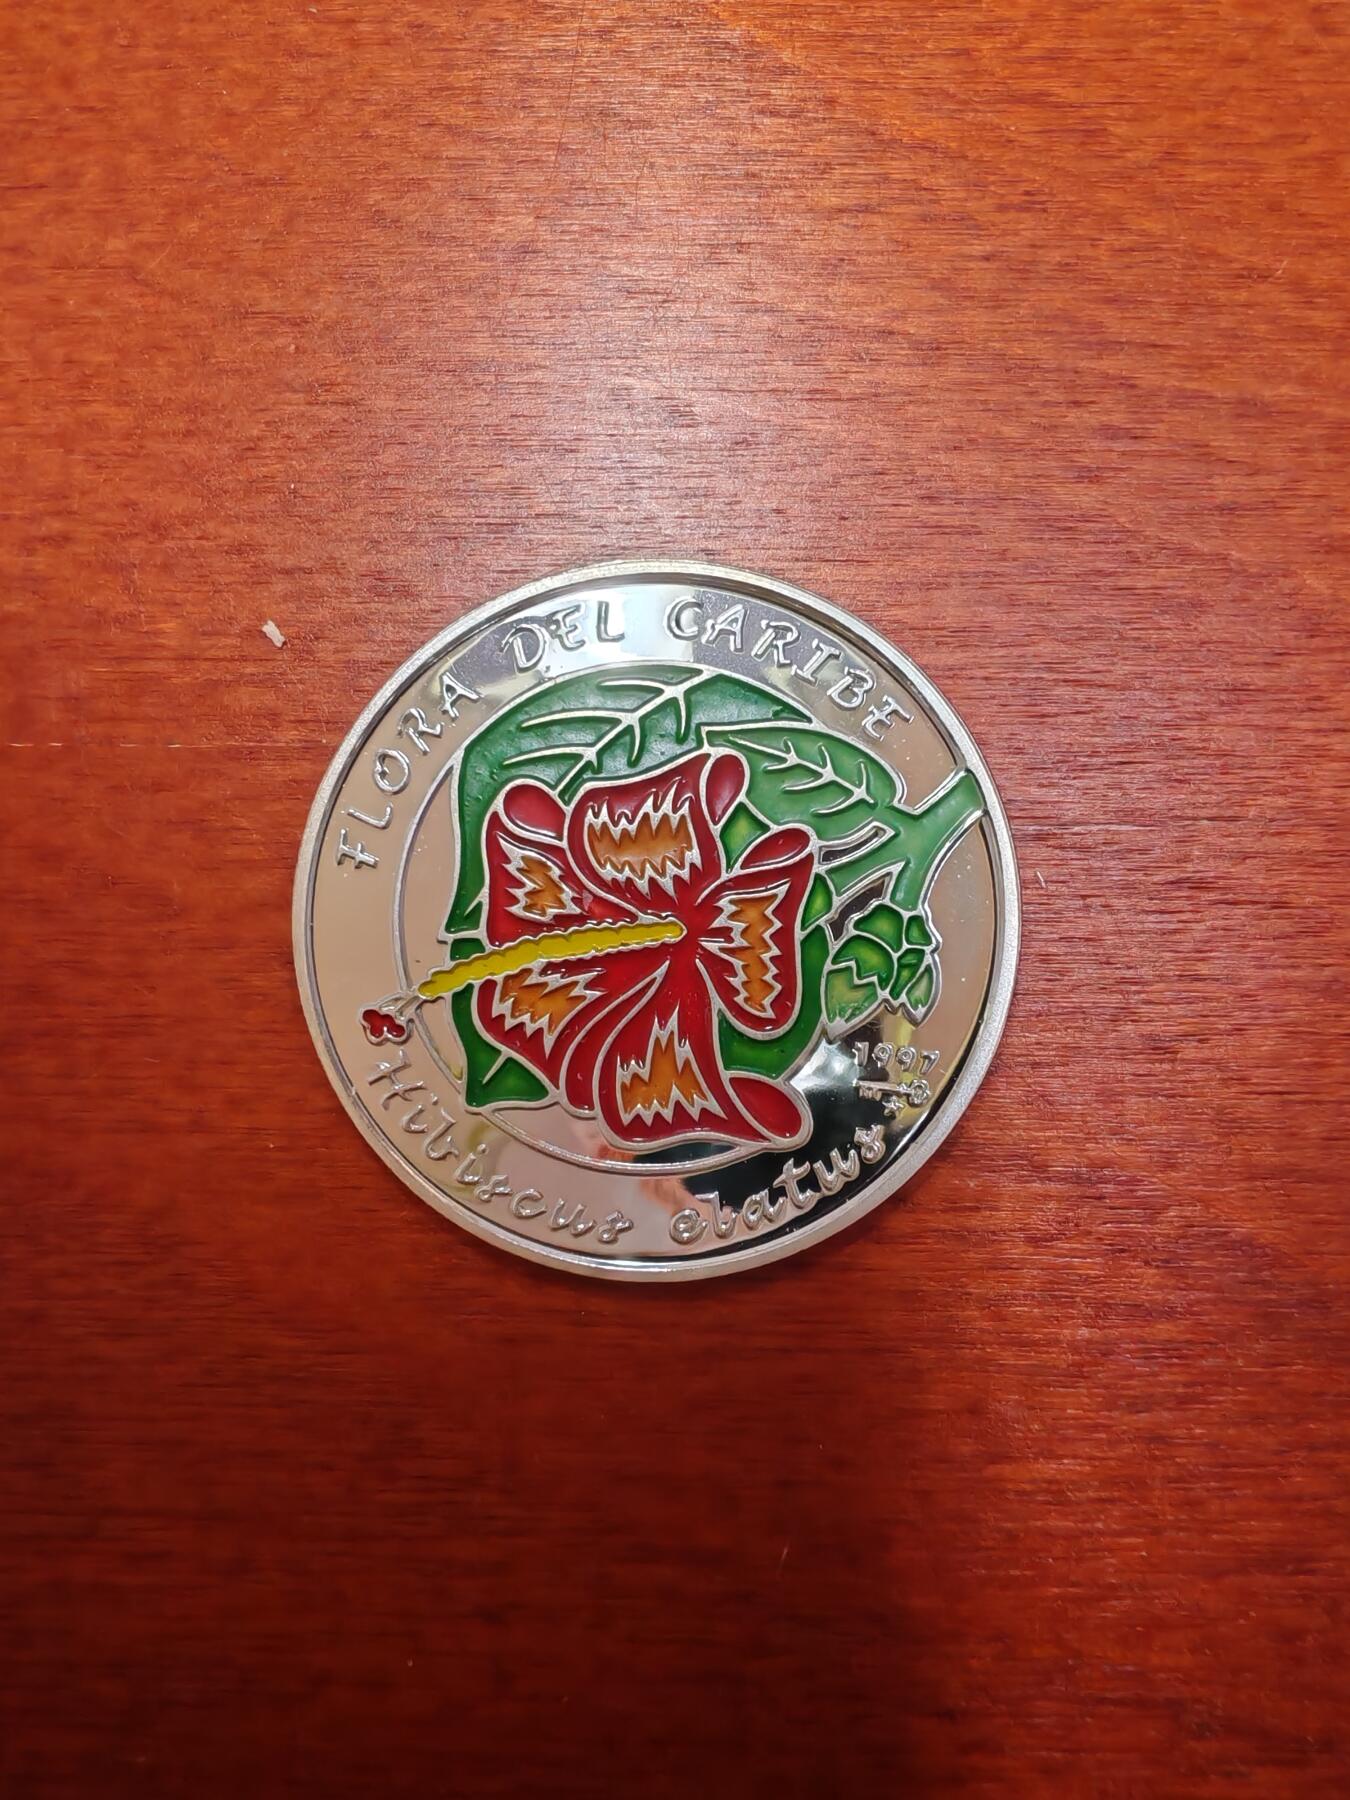 FLORA DEL CARIBE
1997
Hibiscus elatus